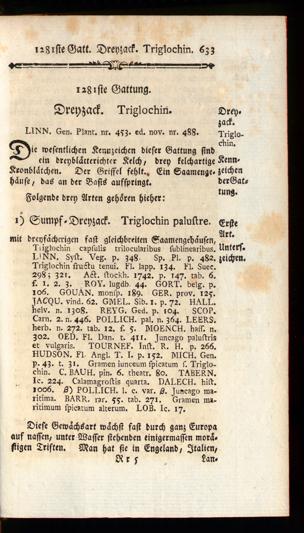 1281ste Gatt. Dreyzack. Triglochin. 633
1281ste Gattung.
Dreyzack. Triglochin.
Drey-
zack.
Triglo-
chin.
LINN. Gen. Plant. nr. 453. ed. nov. nr. 488.
Die wesentlichen Kennzeichen dieser Gattung sind
ein dreyblätterichter Kelch, drey kelchartige
Kronblätchen. Der Griffel fehlt. Ein Saamenge-
häuse, das an der Basis aufspringt.
Kenn-
zeichen
der Gat-
tung.
Folgende drey Arten gehören hieher:
1) Sumpf-Dreyzack. Triglochin palustre.
Erste
Art.
Unters.
zeichen.
mit dreyfächerigen fast gleichbreiten Saamengehäusen,
Triglochin capsulis trilocularibus sublinearibus.
LINN. Syst. Veg. p. 348. Sp. Pl. p. 482.
Triglochin fructu tenui. Fl. lapp. 134. Fl. Suec.
298; 321. Act. stockh. 1742. p. 147. tab. 6.
f. 1. 2. 3. ROY. lugdb. 44. GORT. belg. p.
106. GOUAN. monsp. 189. GER. prov. 125.
JACQU. vind. 62. GMEL. Sib. 1. p. 72. HALL.
helv. n. 1308. REYG. Ged. p. 104. SCOP.
Carn. 2. n. 446. POLLICH. pal. n. 364. LEERS.
herb. n. 272. tab. 12. f. 5. MOENCH. hass. n.
302. OED. Fl. Dan. t. 411. Juncago palustris
et vulgaris. TOURNEF. Inst. R. H. p. 266.
HUDSON. Fl. Angl. T. I. p. 152. MICH. Gen.
p. 43. t. 31. Gramen iunceum spicatum s. Triglo-
chin. C. BAUH. pin. 6. theatr. 80. TABERN.
Ic. 224. Calamagrostis quarta. DALECH. hist.
1006. β) POLLICH. l. c. var. β. Juncago ma-
ritima. BARR. rar. 55. tab. 271. Gramen ma-
ritimum spicatum alterum. LOB. Ic. 17.
Diese Gewächsart wächst fast durch ganz Europa
auf nassen, unter Wasser stehenden einigermassen morä-
stigen Triften. Man hat sie in Engeland, Italien,
Rr 5
Lan-